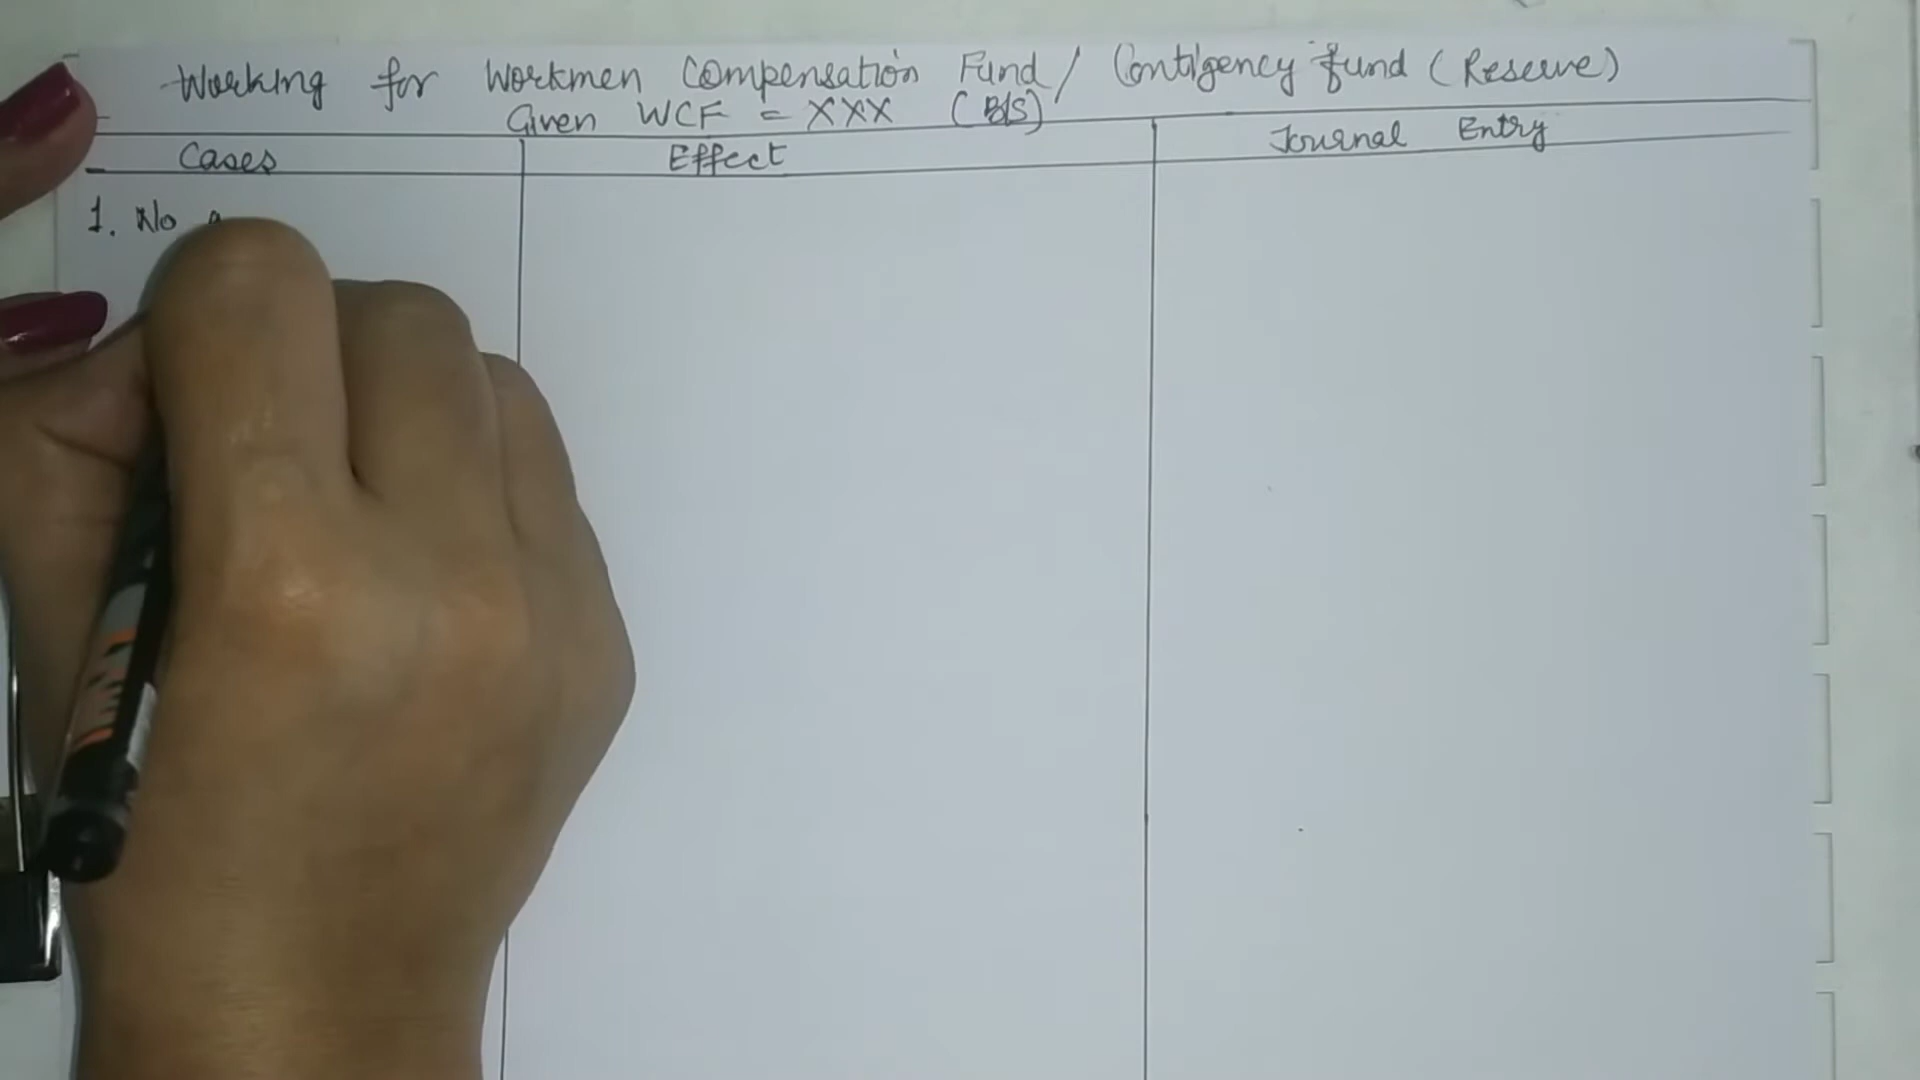 Working for Workmen Compensation Fund / Contigency fund (Reserve)
Given WCF = XXX (B/S)
Cases Effect Journal Entry
1. No